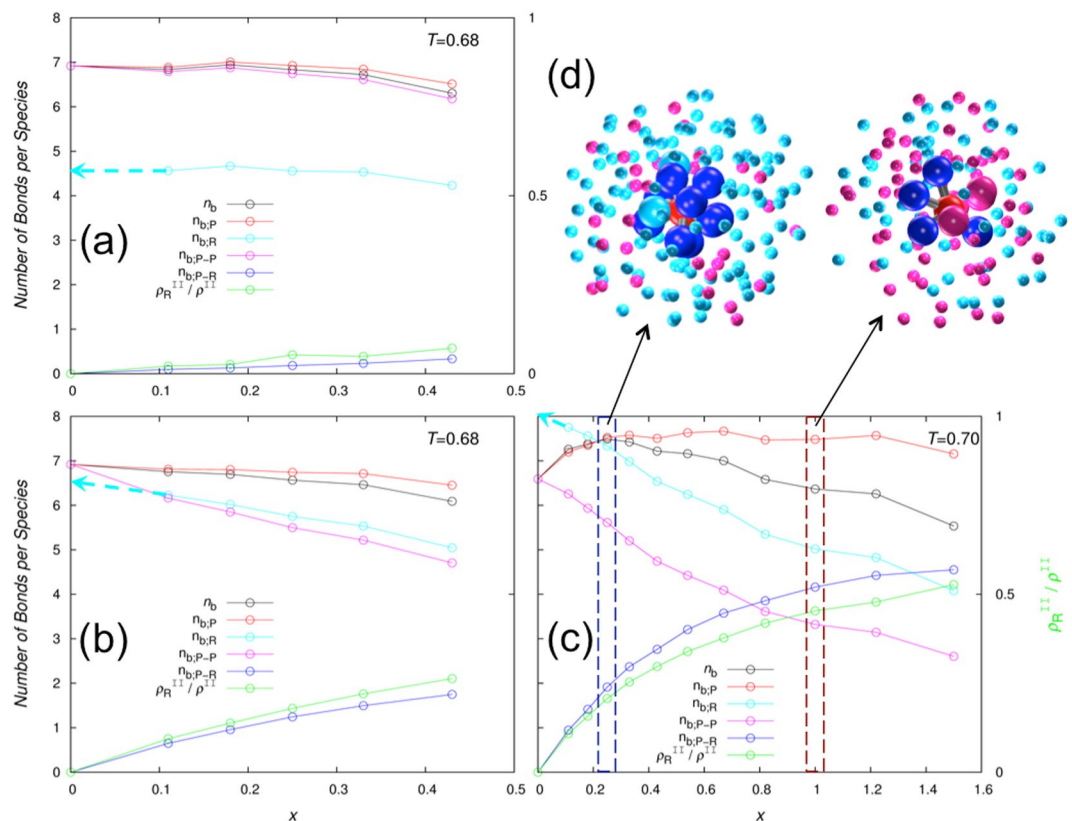 8
7
6
5
4
3
2
1
0
Number of Bonds per Species
T=0.68
(a)
n_b
n_b;P
n_b;R
n_b;P-P
n_b;P-R
ρ_R^II / ρ^II
0 0.1 0.2 0.3 0.4 0.5
1
0.5
0
(d)
8
7
6
5
4
3
2
1
0
Number of Bonds per Species
T=0.68
(b)
n_b
n_b;P
n_b;R
n_b;P-P
n_b;P-R
ρ_R^II / ρ^II
0 0.1 0.2 0.3 0.4 0.5
x
T=0.70
(c)
n_b
n_b;P
n_b;R
n_b;P-P
n_b;P-R
ρ_R^II / ρ^II
0 0.2 0.4 0.6 0.8 1 1.2 1.4 1.6
x
1
0.5
0
ρ_R^II / ρ^II